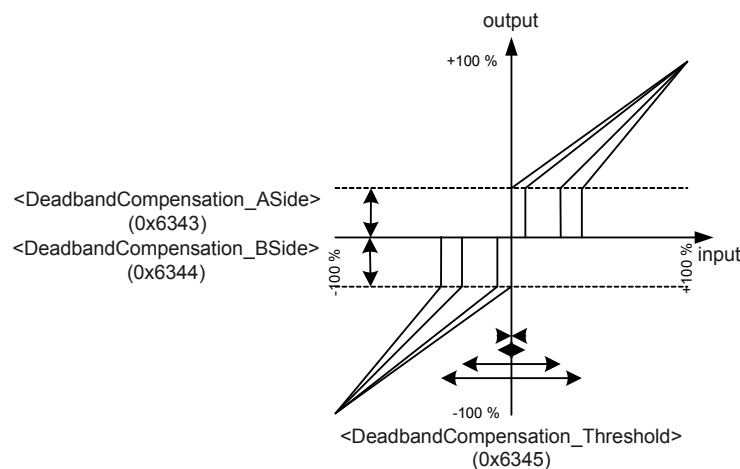 output
+100 %
<DeadbandCompensation_ASide>
(0x6343)
<DeadbandCompensation_BSide>
(0x6344)
-100 %
+100 %
input
-100 %
<DeadbandCompensation_Threshold>
(0x6345)